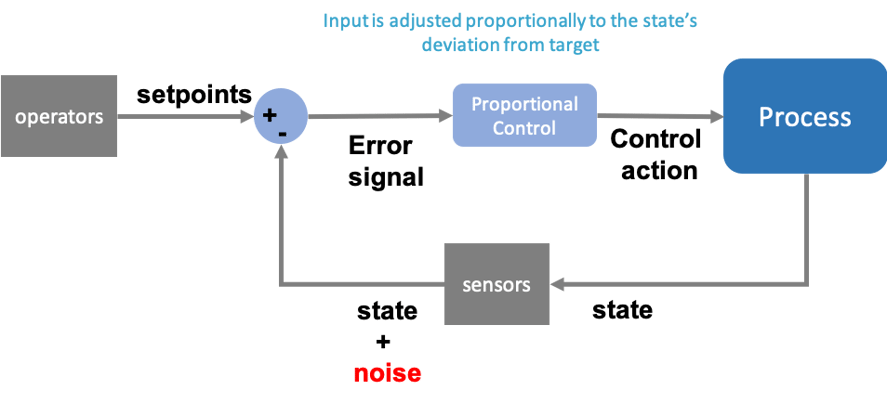 Input is adjusted proportionally to the state's
deviation from target
operators
setpoints
+
-
Error
signal
Proportional
Control
Control
action
Process
sensors
state
state
+
noise